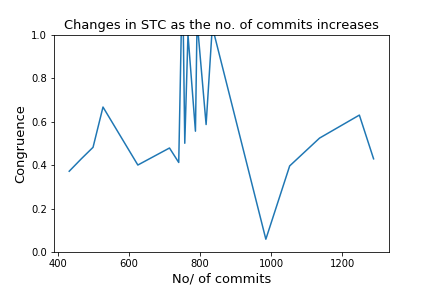 Changes in STC as the no. of commits increases
1.0
0.8
0.6
0.4
0.2
0.0
Congruence
400 600 800 1000 1200
No/ of commits